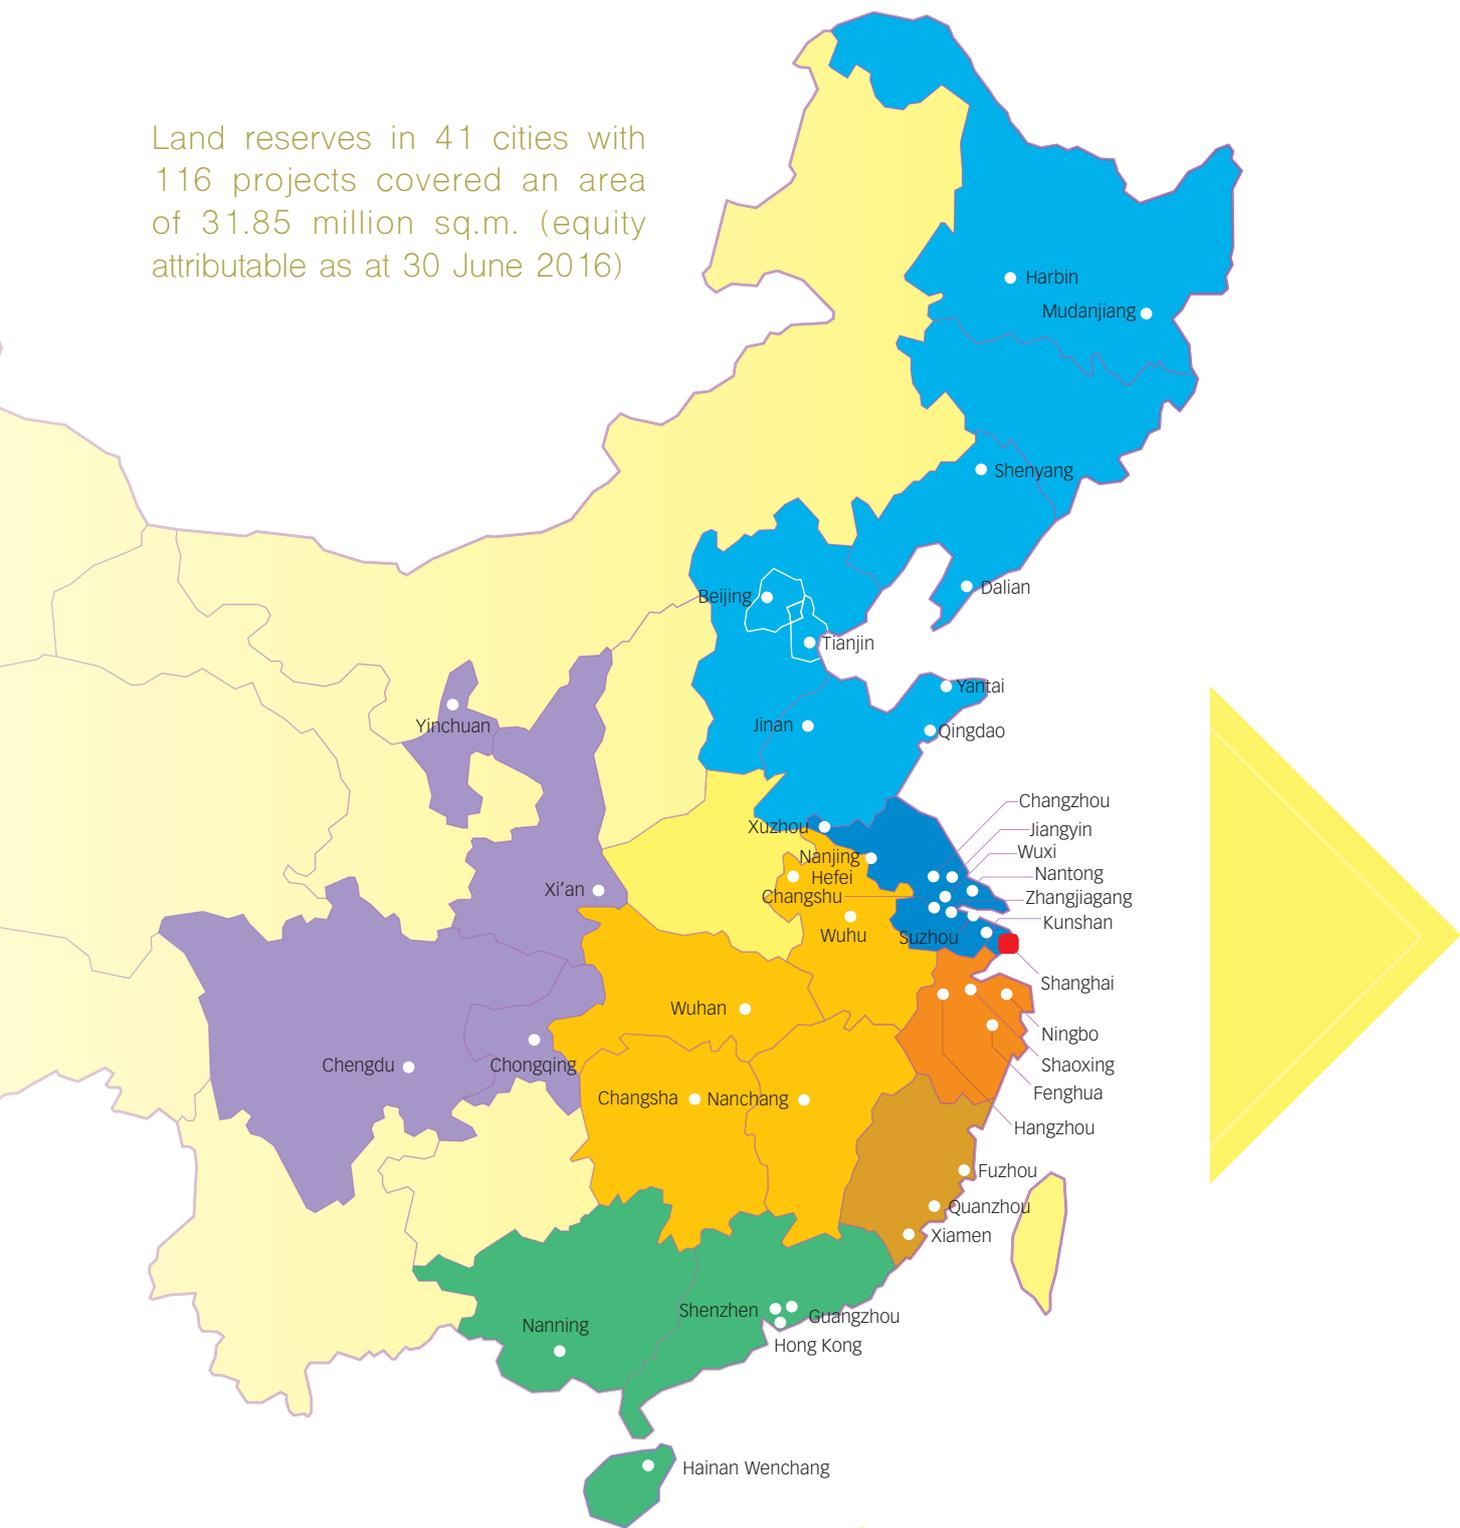 Land reserves in 41 cities with
116 projects covered an area
of 31.85 million sq.m. (equity
attributable as at 30 June 2016)
Harbin
Mudanjiang
Shenyang
Dalian
Beijing
Tianjin
Yantai
Yinchuan
Jinan
Qingdao
Changzhou
Xuzhou
Jiangyin
Wuxi
Nanjing
Nantong
Hefei
Xi’an
Changshu
Zhangjiagang
Kunshan
Wuhu
Suzhou
Shanghai
Wuhan
Ningbo
Chengdu
Chongqing
Shaoxing
Fenghua
Changsha
Nanchang
Hangzhou
Fuzhou
Quanzhou
Xiamen
Shenzhen
Guangzhou
Nanning
Hong Kong
Hainan Wenchang